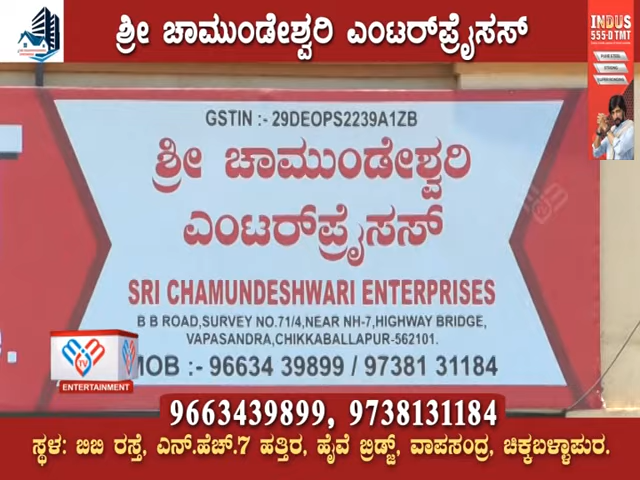 ಶ್ರೀ ಚಾಮುಂಡೇಶ್ವರಿ ಎಂಟರ್‌ಪ್ರೈಸಸ್
INDUS
555-D TMT
GSTIN :- 29DEOPS2239A1ZB
ಶ್ರೀ ಚಾಮುಂಡೇಶ್ವರಿ
ಎಂಟರ್‌ಪ್ರೈಸಸ್
SRI CHAMUNDESHWARI ENTERPRISES
B B ROAD,SURVEY NO.71/4,NEAR NH-7,HIGHWAY BRIDGE,
VAPASANDRA,CHIKKABALLAPUR-562101.
MOB :- 96634 39899 / 97381 31184
TV
ENTERTAINMENT
9663439899, 9738131184
ಸ್ಥಳ: ಬಿಬಿ ರಸ್ತೆ, ಎನ್.ಹೆಚ್.7 ಹತ್ತಿರ, ಹೈವೆ ಬ್ರಿಡ್ಜ್, ವಾಪಸಂದ್ರ, ಚಿಕ್ಕಬಳ್ಳಾಪುರ.